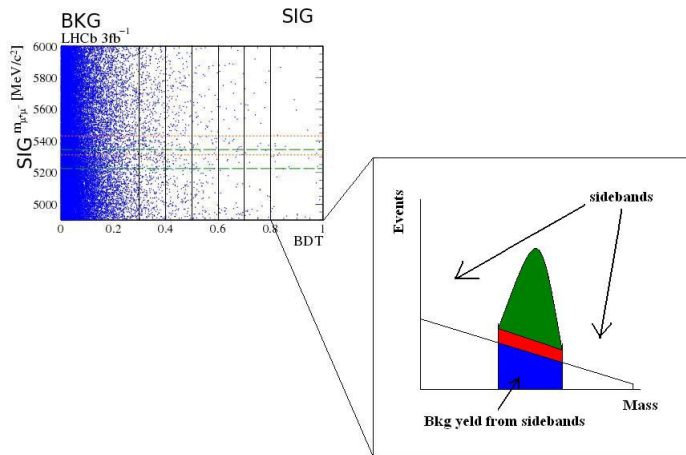 BKG
SIG
LHCb 3fb⁻¹
SIG
m_μ⁺μ⁻ [MeV/c²]
6000
5800
5600
5400
5200
5000
0
0.2
0.4
0.6
0.8
1
BDT
sidebands
Events
Mass
Bkg yeld from sidebands